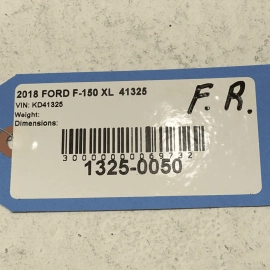 2018 FORD F-150 XL 41325
VIN: KD41325
Weight:
Dimensions:
F.R.
30000000069732
1325-0050